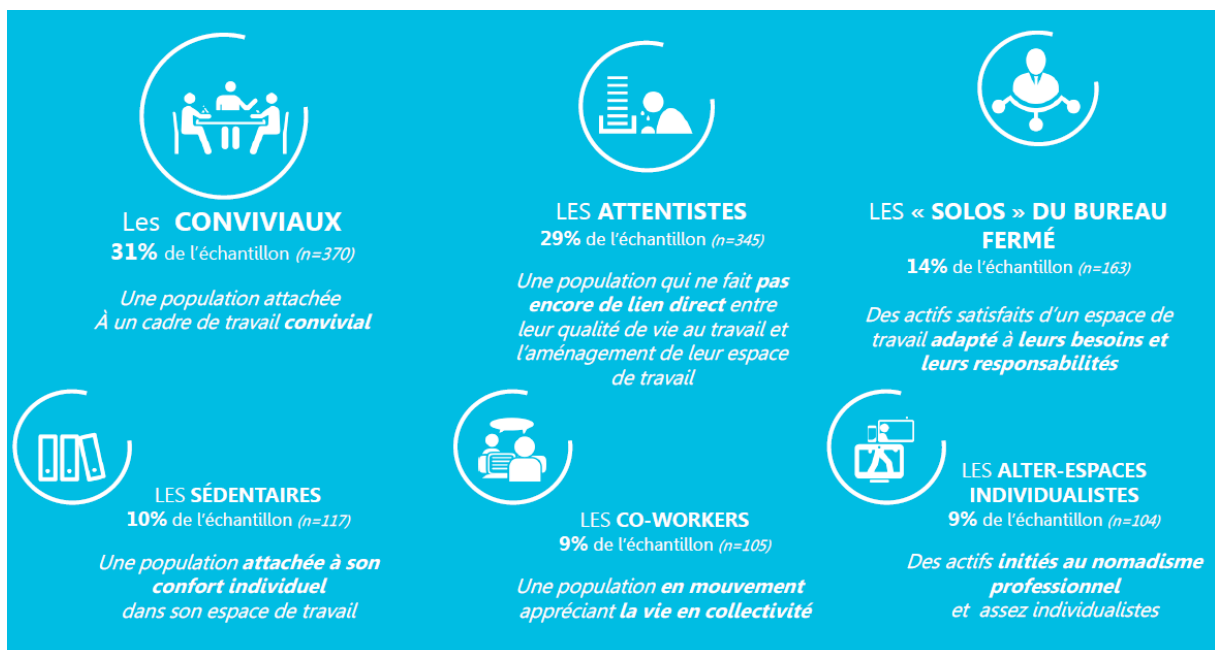 Les CONVIVIAUX
31% de l'échantillon (n=370)
Une population attachée
À un cadre de travail convivial
LES ATTENTISTES
29% de l'échantillon (n=345)
Une population qui ne fait pas
encore de lien direct entre
leur qualité de vie au travail et
l'aménagement de leur espace
de travail
LES « SOLOS » DU BUREAU
FERMÉ
14% de l'échantillon (n=163)
Des actifs satisfaits d'un espace de
travail adapté à leurs besoins et
leurs responsabilités
LES SÉDENTAIRES
10% de l'échantillon (n=117)
Une population attachée à son
confort individuel
dans son espace de travail
LES CO-WORKERS
9% de l'échantillon (n=105)
Une population en mouvement
appréciant la vie en collectivité
LES ALTER-ESPACES
INDIVIDUALISTES
9% de l'échantillon (n=104)
Des actifs initiés au nomadisme
professionnel
et assez individualistes